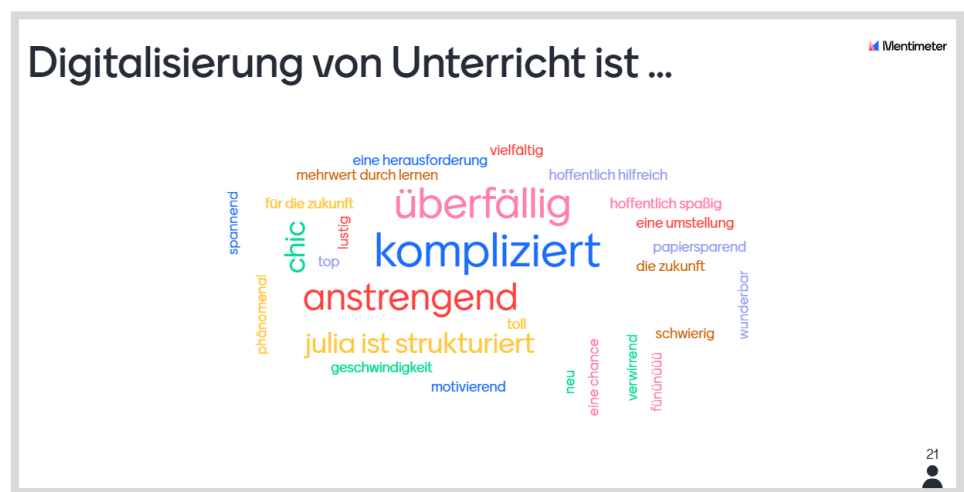 Digitalisierung von Unterricht ist ...
Mentimeter
vielfältig
eine herausforderung
mehrwert durch lernen
hoffentlich hilfreich
spannend
für die zukunft
überfällig
hoffentlich spaßig
chic
lustig
eine umstellung
top
kompliziert
papiersparend
die zukunft
phänomenal
anstrengend
wunderbar
toll
julia ist strukturiert
schwierig
geschwindigkeit
motivierend
neu
eine chance
verwirrend
fününüüü
21